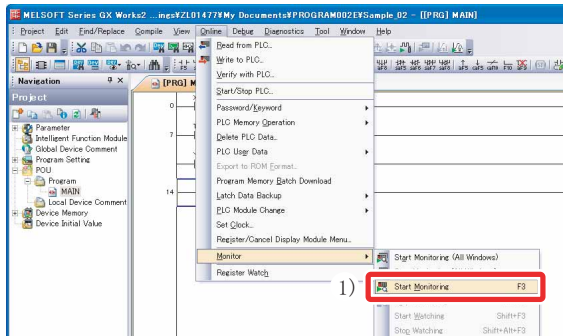 MELSOFT Series GX Works2 ...ings¥ZL01477¥My Documents¥PROGRAM002E¥Sample_02 - [[PRG] MAIN]
Project Edit Find/Replace Compile View Online Debug Diagnostics Tool Window Help
Navigation
[PRG] M
Project
Parameter
Intelligent Function Module
Global Device Comment
Program Setting
POU
Program
MAIN
Local Device Comment
Device Memory
Device Initial Value
0
7
14
Read from PLC...
Write to PLC...
Verify with PLC...
Start/Stop PLC...
Password/Keyword
PLC Memory Operation
Delete PLC Data...
PLC User Data
Export to ROM Format...
Program Memory Batch Download
Latch Data Backup
PLC Module Change
Set Clock...
Register/Cancel Display Module Menu...
Monitor
Register Watch
Start Monitoring (All Windows)
1)
Start Monitoring F3
Start Watching Shift+F3
Stop Watching Shift+Alt+F3